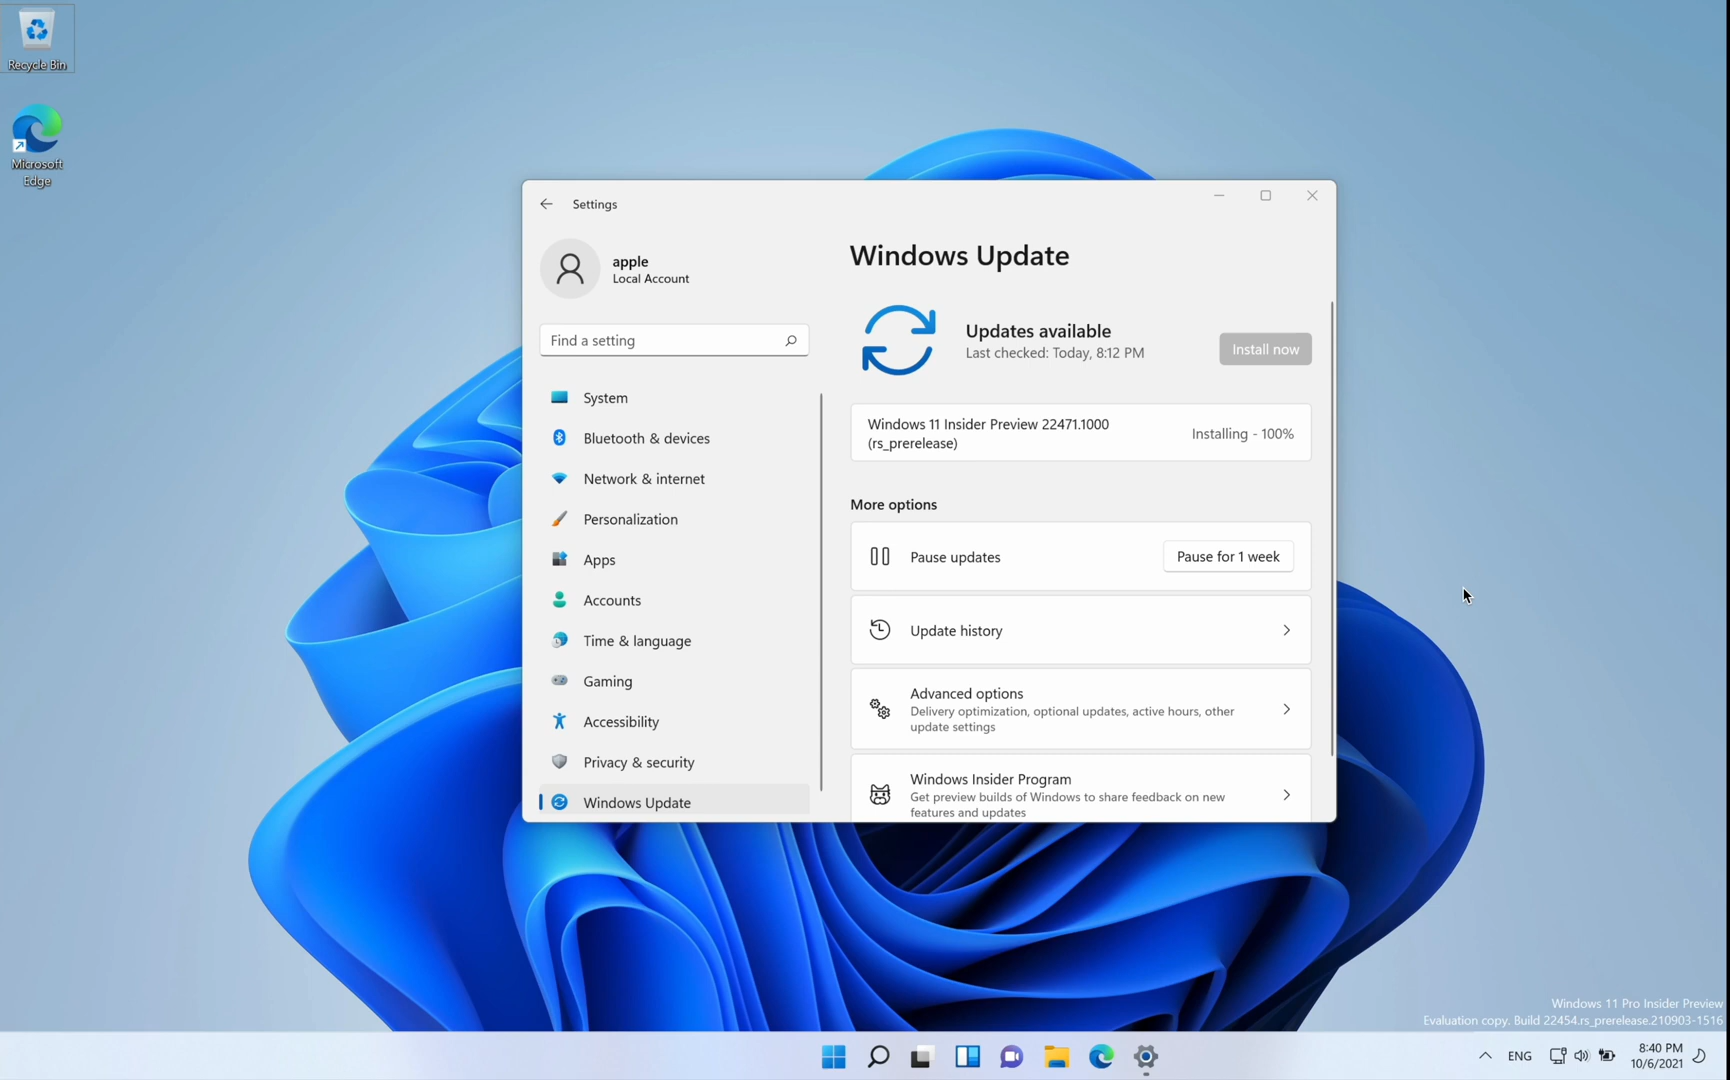 Recycle Bin
Microsoft
Edge
Settings
apple
Local Account
Find a setting
System
Bluetooth & devices
Network & internet
Personalization
Apps
Accounts
Time & language
Gaming
Accessibility
Privacy & security
Windows Update
Windows Update
Updates available
Last checked: Today, 8:12 PM
Install now
Windows 11 Insider Preview 22471.1000
(rs_prerelease)
Installing - 100%
More options
Pause updates
Pause for 1 week
Update history
Advanced options
Delivery optimization, optional updates, active hours, other
update settings
Windows Insider Program
Get preview builds of Windows to share feedback on new
features and updates
Windows 11 Pro Insider Preview
Evaluation copy. Build 22454.rs_prerelease.210903-1516
ENG
8:40 PM
10/6/2021